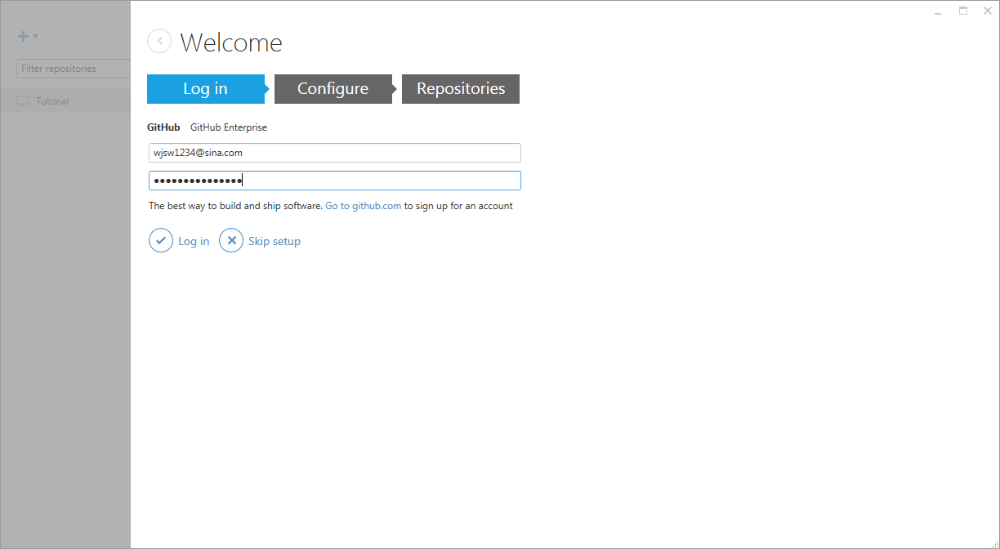 Welcome
Filter repositories
Tutorial
Log in Configure Repositories
GitHub GitHub Enterprise
wjsw1234@sina.com
●●●●●●●●●●●●●●●
The best way to build and ship software. Go to github.com to sign up for an account
Log in Skip setup